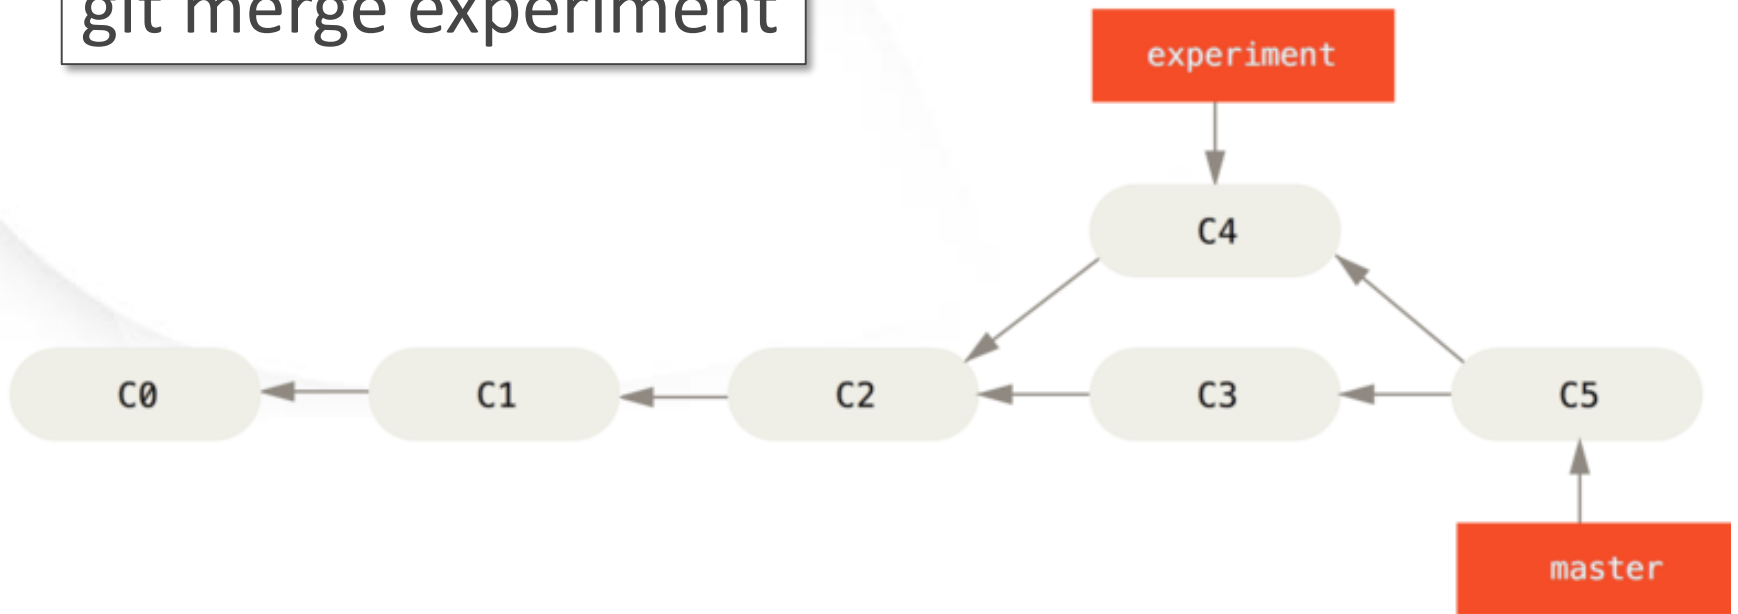 git merge experiment
experiment
C4
C0 C1 C2 C3 C5
master